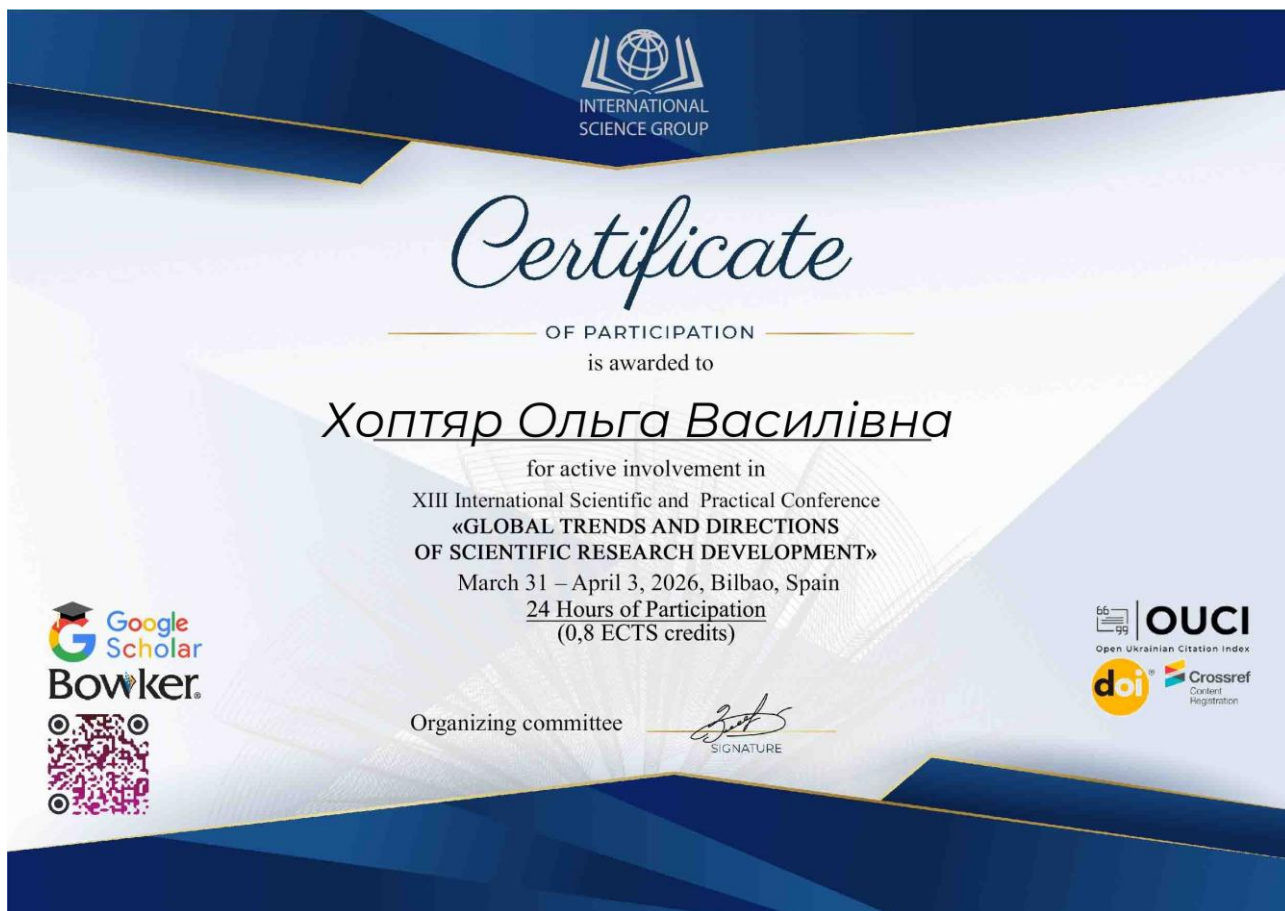 INTERNATIONAL
SCIENCE GROUP
Certificate
OF PARTICIPATION
is awarded to
Хоптяр Ольга Василівна
for active involvement in
XIII International Scientific and Practical Conference
«GLOBAL TRENDS AND DIRECTIONS
OF SCIENTIFIC RESEARCH DEVELOPMENT»
March 31 – April 3, 2026, Bilbao, Spain
24 Hours of Participation
(0,8 ECTS credits)
Google
Scholar
Bowker®
66
99
OUCI
Open Ukrainian Citation Index
doi®
Crossref
Content
Registration
Organizing committee
SIGNATURE